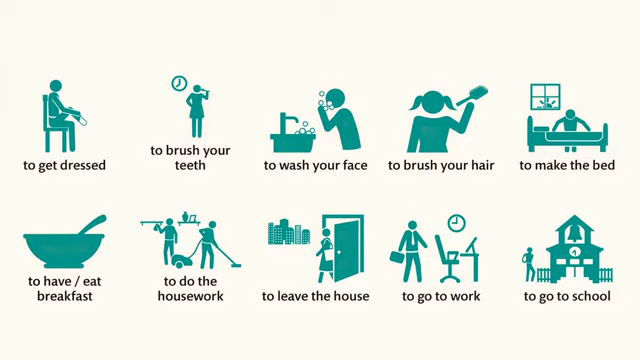 to get dressed
to brush your
teeth
to wash your face
to brush your hair
to make the bed
to have / eat
breakfast
to do the
housework
to leave the house
to go to work
to go to school